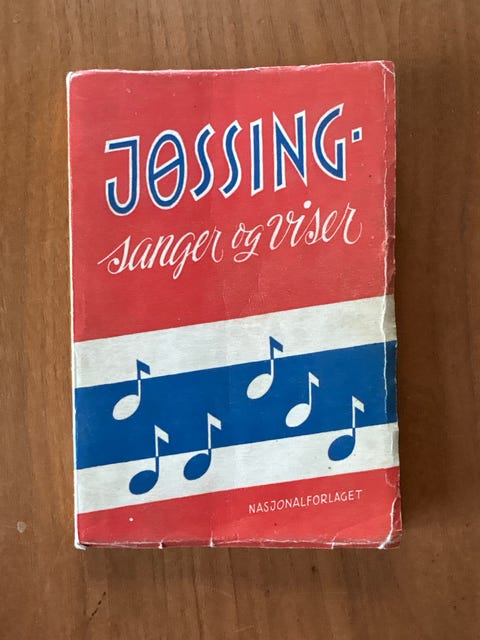 JØSSING-
sanger og viser
NASJONALFORLAGET